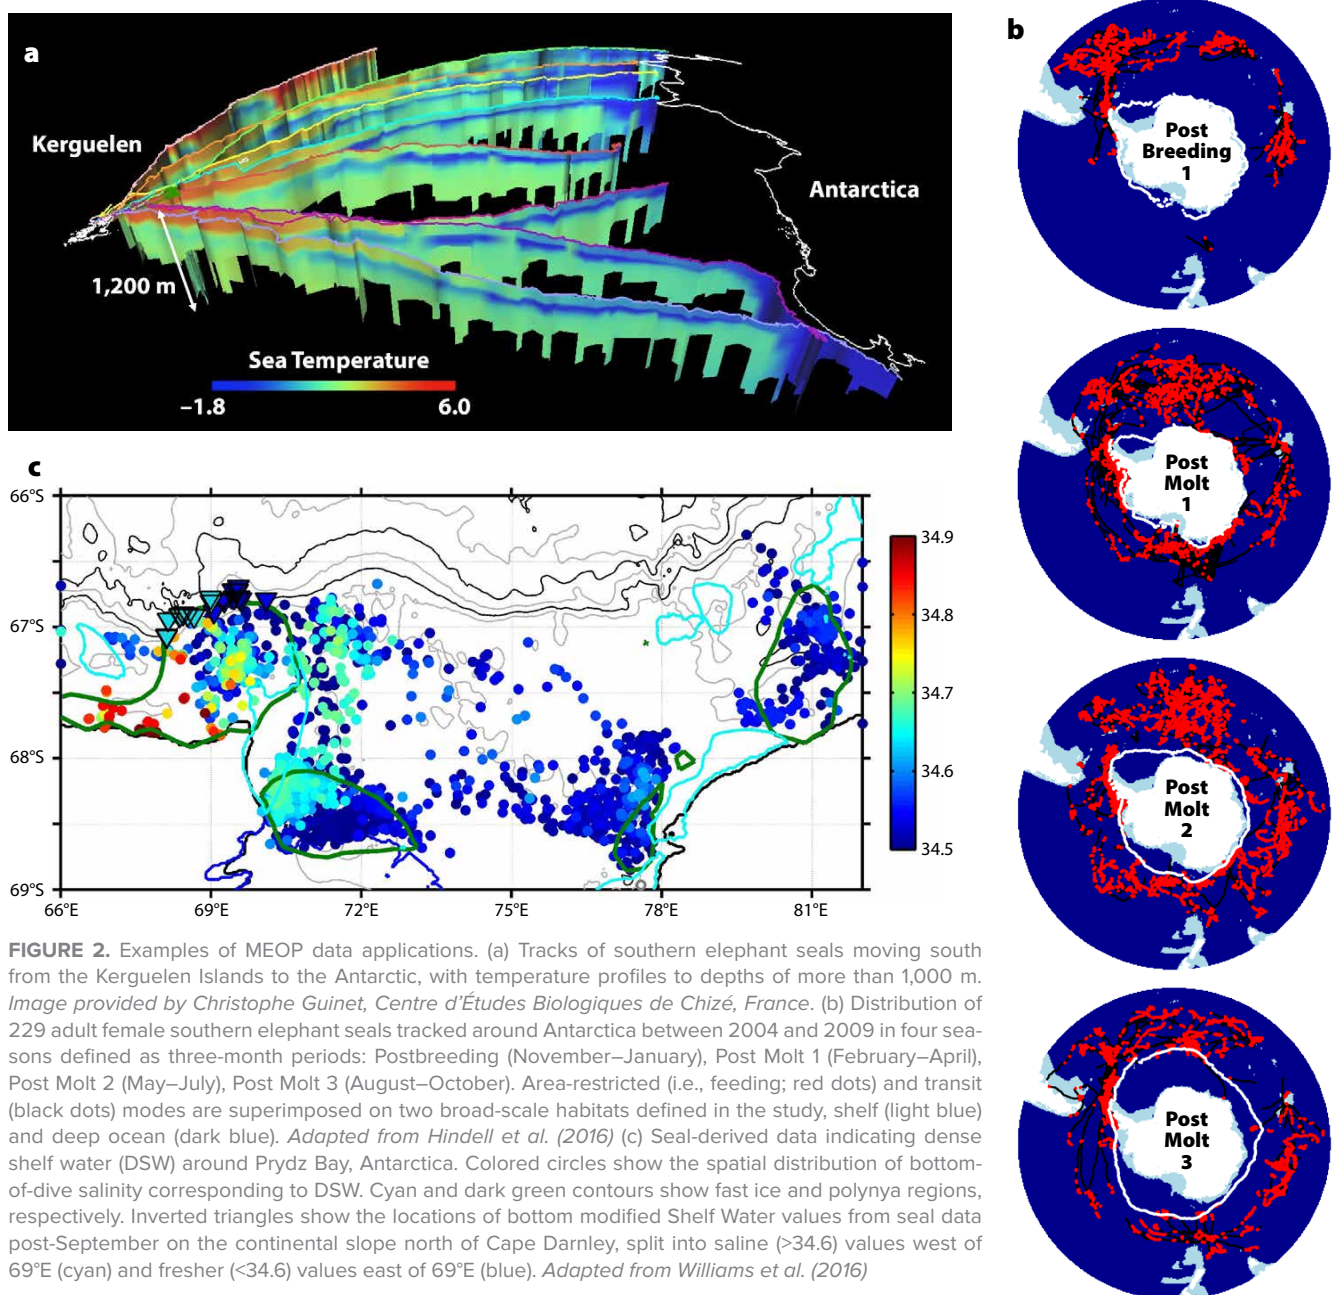 a
Kerguelen
Antarctica
1,200 m
Sea Temperature
–1.8
6.0
b
Post
Breeding
1
Post
Molt
1
Post
Molt
2
Post
Molt
3
c
66°S
67°S
68°S
69°S
66°E
69°E
72°E
75°E
78°E
81°E
34.9
34.8
34.7
34.6
34.5
FIGURE 2. Examples of MEOP data applications. (a) Tracks of southern elephant seals moving south
from the Kerguelen Islands to the Antarctic, with temperature profiles to depths of more than 1,000 m.
Image provided by Christophe Guinet, Centre d’Études Biologiques de Chizé, France. (b) Distribution of
229 adult female southern elephant seals tracked around Antarctica between 2004 and 2009 in four sea-
sons defined as three-month periods: Postbreeding (November–January), Post Molt 1 (February–April),
Post Molt 2 (May–July), Post Molt 3 (August–October). Area-restricted (i.e., feeding; red dots) and transit
(black dots) modes are superimposed on two broad-scale habitats defined in the study, shelf (light blue)
and deep ocean (dark blue). Adapted from Hindell et al. (2016) (c) Seal-derived data indicating dense
shelf water (DSW) around Prydz Bay, Antarctica. Colored circles show the spatial distribution of bottom-
of-dive salinity corresponding to DSW. Cyan and dark green contours show fast ice and polynya regions,
respectively. Inverted triangles show the locations of bottom modified Shelf Water values from seal data
post-September on the continental slope north of Cape Darnley, split into saline (>34.6) values west of
69°E (cyan) and fresher (<34.6) values east of 69°E (blue). Adapted from Williams et al. (2016)